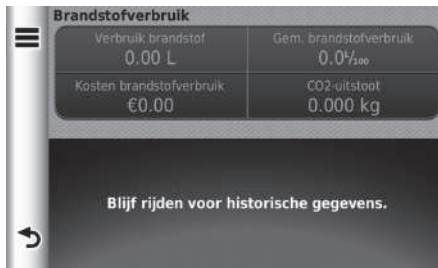 Brandstofverbruik
Verbruik brandstof
0.00 L
Gem. brandstofverbruik
0.0 L/100
Kosten brandstofverbruik
€0.00
CO2-uitstoot
0.000 kg
Blijf rijden voor historische gegevens.